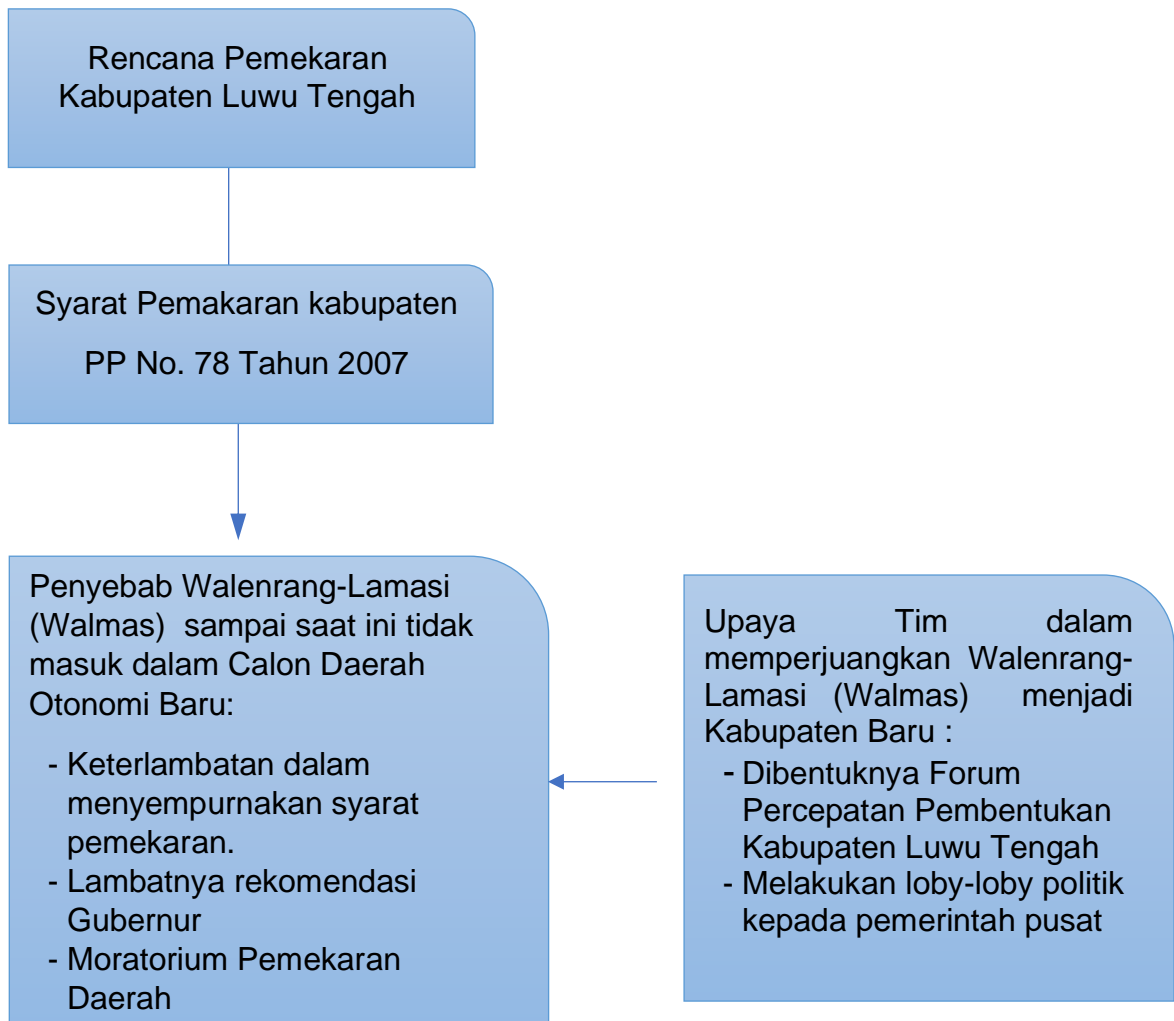 Rencana Pemekaran
Kabupaten Luwu Tengah
Syarat Pemakaran kabupaten
PP No. 78 Tahun 2007
Penyebab Walenrang-Lamasi
(Walmas) sampai saat ini tidak
masuk dalam Calon Daerah
Otonomi Baru:
- Keterlambatan dalam
menyempurnakan syarat
pemekaran.
- Lambatnya rekomendasi
Gubernur
- Moratorium Pemekaran
Daerah
Upaya Tim dalam
memperjuangkan Walenrang-
Lamasi (Walmas) menjadi
Kabupaten Baru :
- Dibentuknya Forum
Percepatan Pembentukan
Kabupaten Luwu Tengah
- Melakukan loby-loby politik
kepada pemerintah pusat